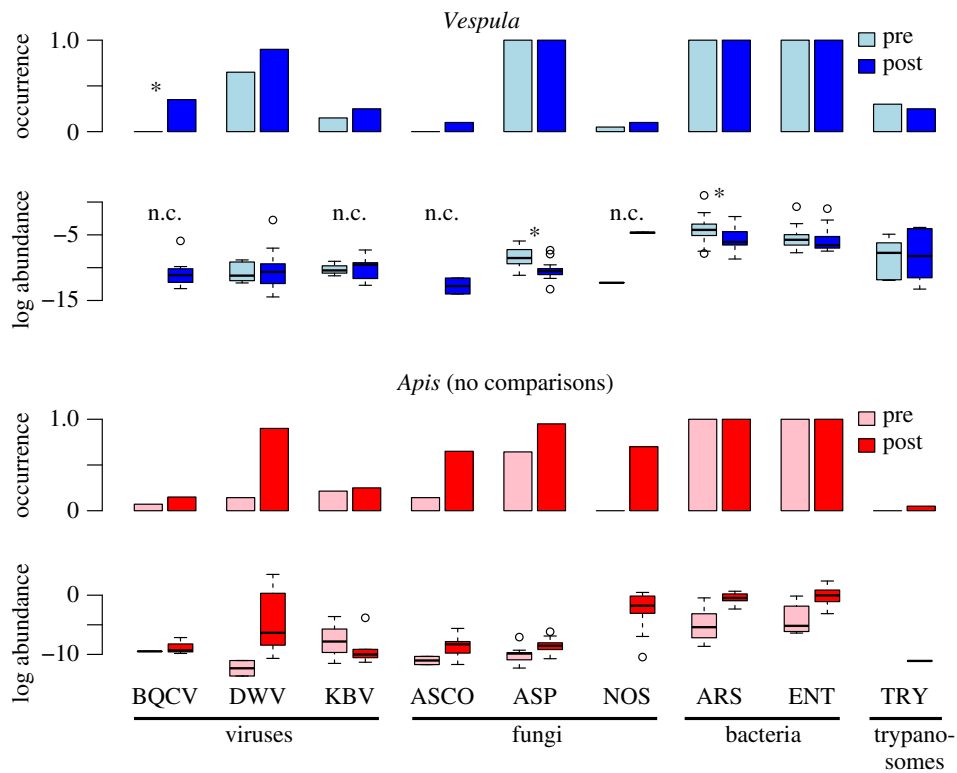 Vespula
1.0
0
occurrence
*
pre
post
-5
-15
log abundance
n.c.
n.c.
n.c.
*
n.c.
*
Apis (no comparisons)
1.0
0
occurrence
pre
post
0
-10
log abundance
BQCV DWV KBV ASCO ASP NOS ARS ENT TRY
viruses fungi bacteria trypano-
somes